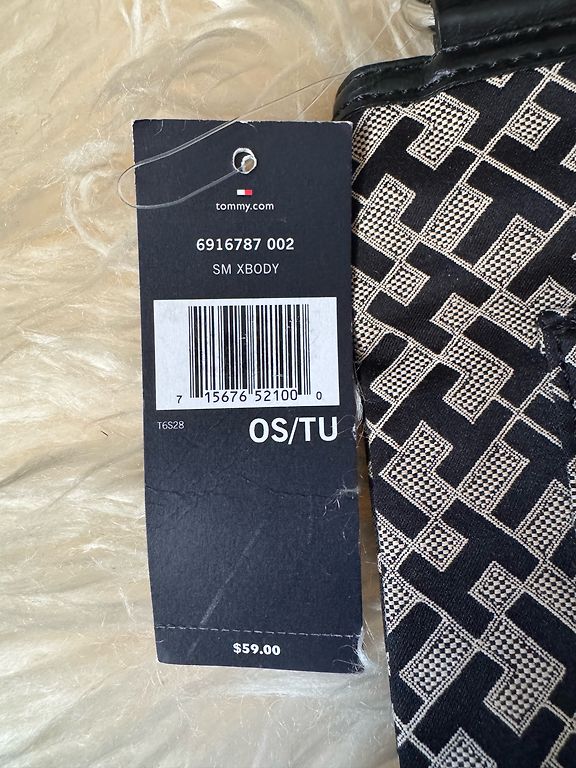 tommy.com
6916787 002
SM XBODY
7 15676 52100 0
T6S28
OS/TU
$59.00